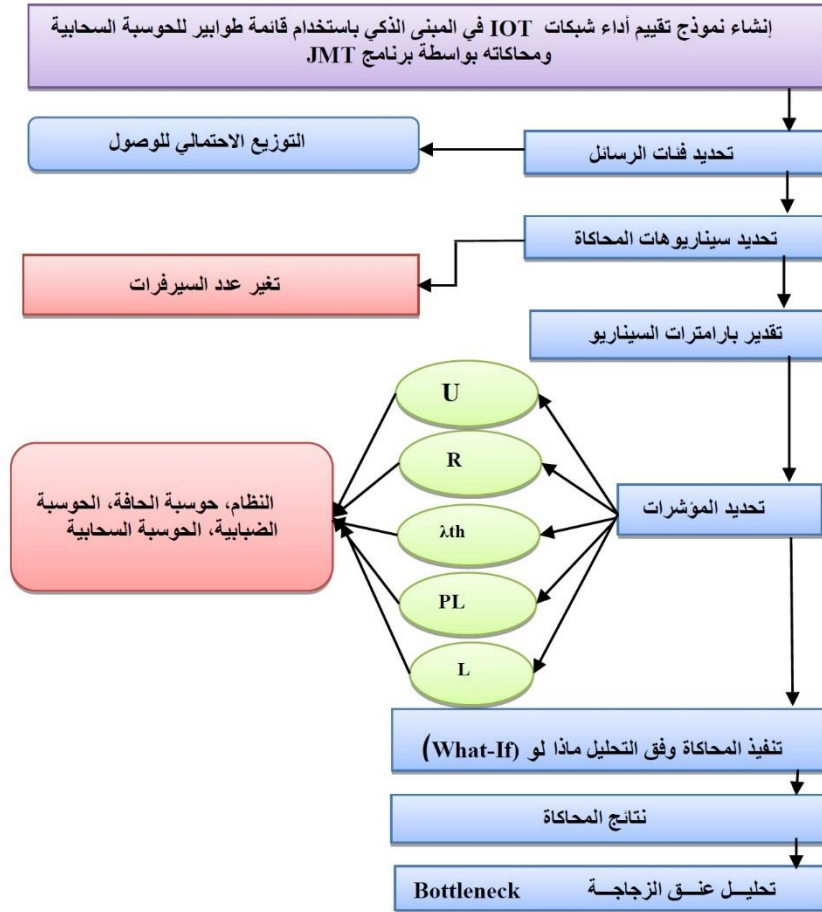 إنشاء نموذج تقييم أداء شبكات IOT في المبنى الذكي باستخدام قائمة طوابير للحوسبة السحابية
ومحاكاته بواسطة برنامج JMT
تحديد فئات الرسائل
التوزيع الاحتمالي للوصول
تحديد سيناريوهات المحاكاة
تغير عدد السيرفرات
تقدير بارامترات السيناريو
تحديد المؤشرات
U
R
λth
PL
L
النظام، حوسبة الحافة، الحوسبة
الضبابية، الحوسبة السحابية
تنفيذ المحاكاة وفق التحليل ماذا لو (What-If)
نتائج المحاكاة
تحليل عنق الزجاجة Bottleneck